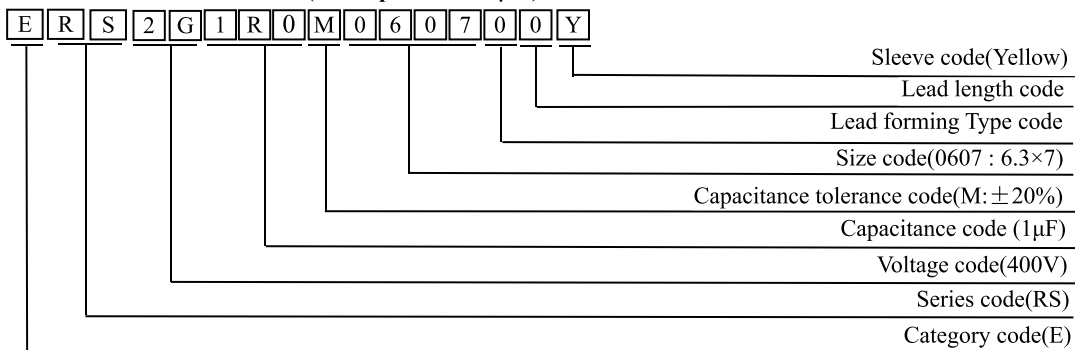 E R S 2 G 1 R 0 M 0 6 0 7 0 0 Y
Sleeve code(Yellow)
Lead length code
Lead forming Type code
Size code(0607 : 6.3×7)
Capacitance tolerance code(M:±20%)
Capacitance code (1μF)
Voltage code(400V)
Series code(RS)
Category code(E)